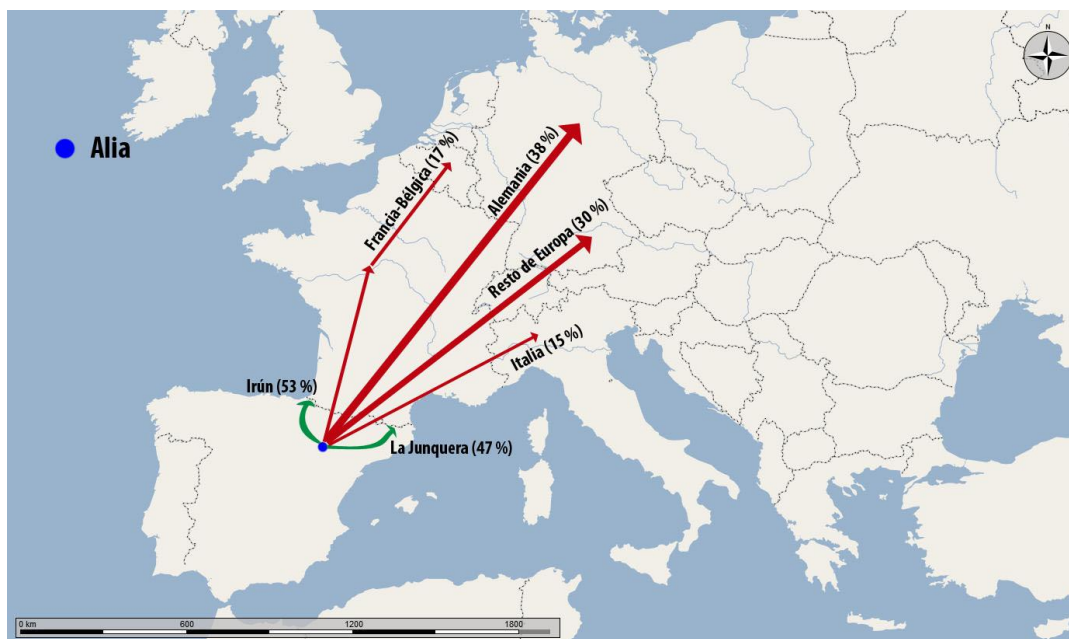 N
Alia
Francia-Bélgica (17 %)
Alemania (38 %)
Resto de Europa (30 %)
Italia (15 %)
Irún (53 %)
La Junquera (47 %)
0 km 600 1200 1800